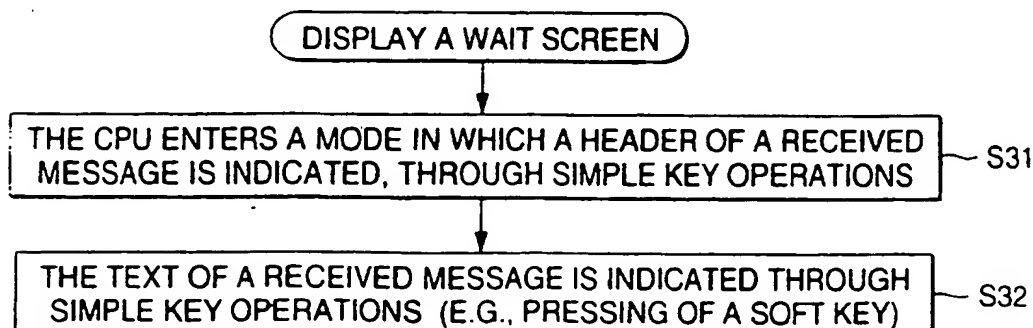 DISPLAY A WAIT SCREEN
THE CPU ENTERS A MODE IN WHICH A HEADER OF A RECEIVED
MESSAGE IS INDICATED, THROUGH SIMPLE KEY OPERATIONS
S31
THE TEXT OF A RECEIVED MESSAGE IS INDICATED THROUGH
SIMPLE KEY OPERATIONS (E.G., PRESSING OF A SOFT KEY)
S32